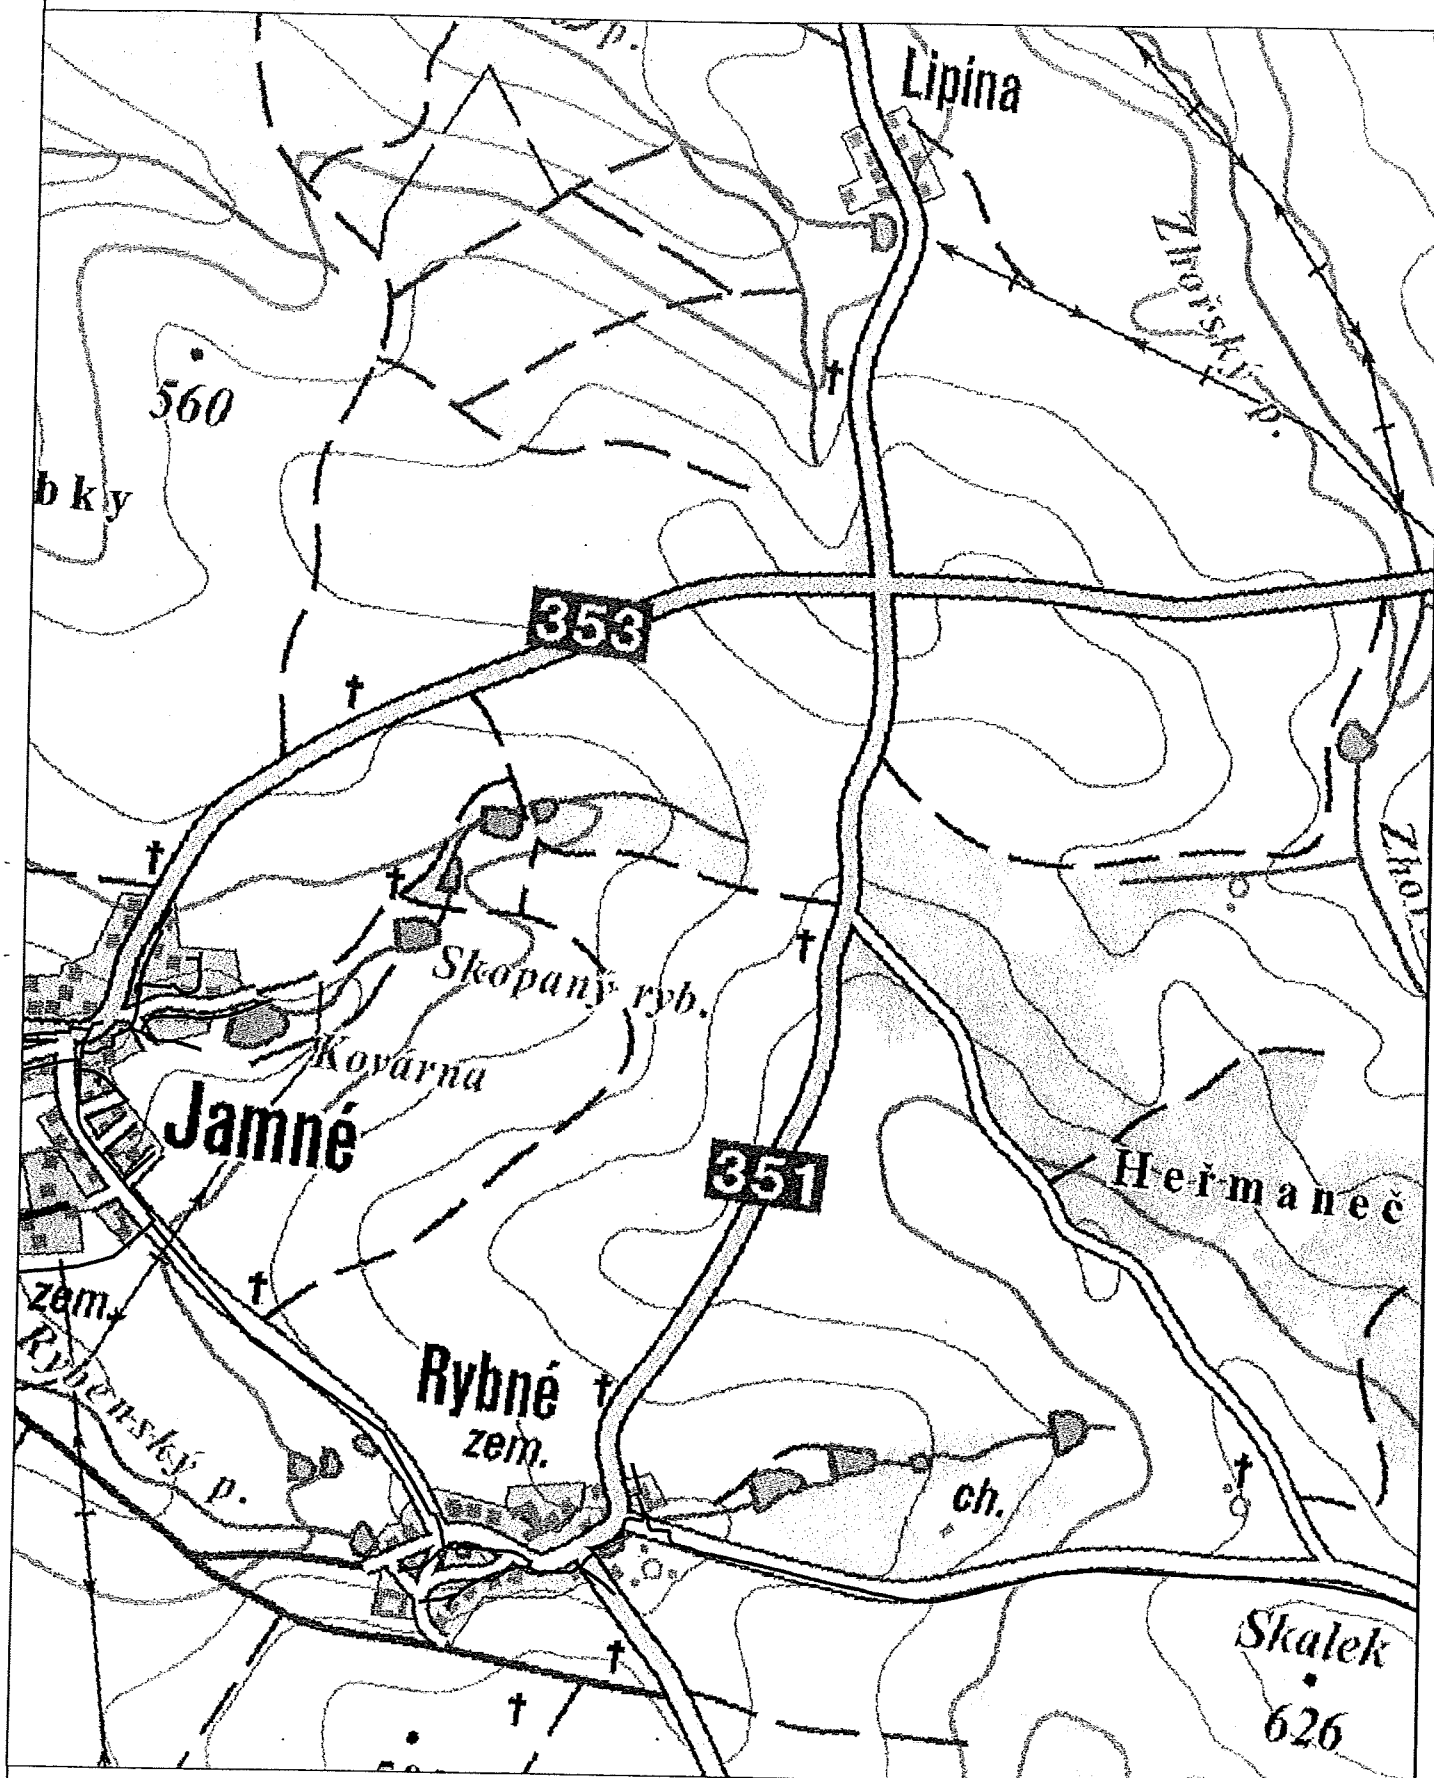 p.
Lipina
Zhořský p.
560
bky
353
Skopaný ryb.
Kovárna
Jamné
351
Heřmaneč
zem.
Rybenský p.
Rybné
zem.
ch.
Skalek
626